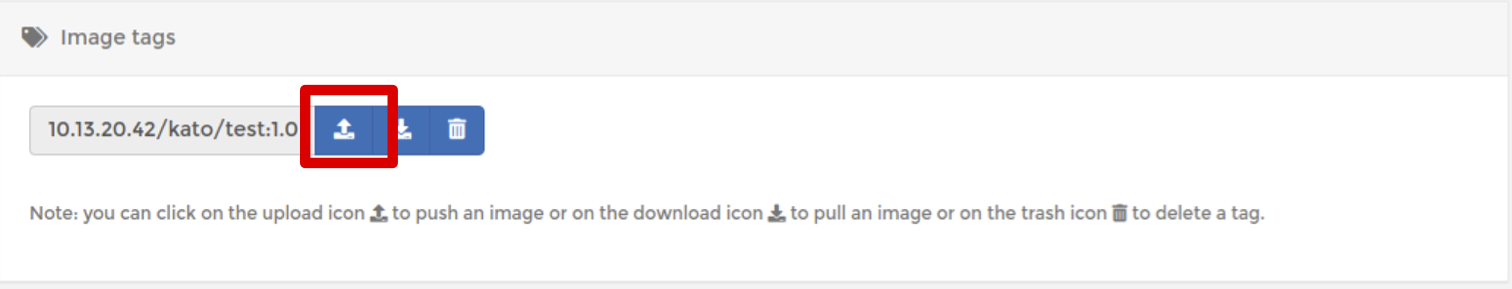 Image tags
10.13.20.42/kato/test:1.0
Note: you can click on the upload icon to push an image or on the download icon to pull an image or on the trash icon to delete a tag.